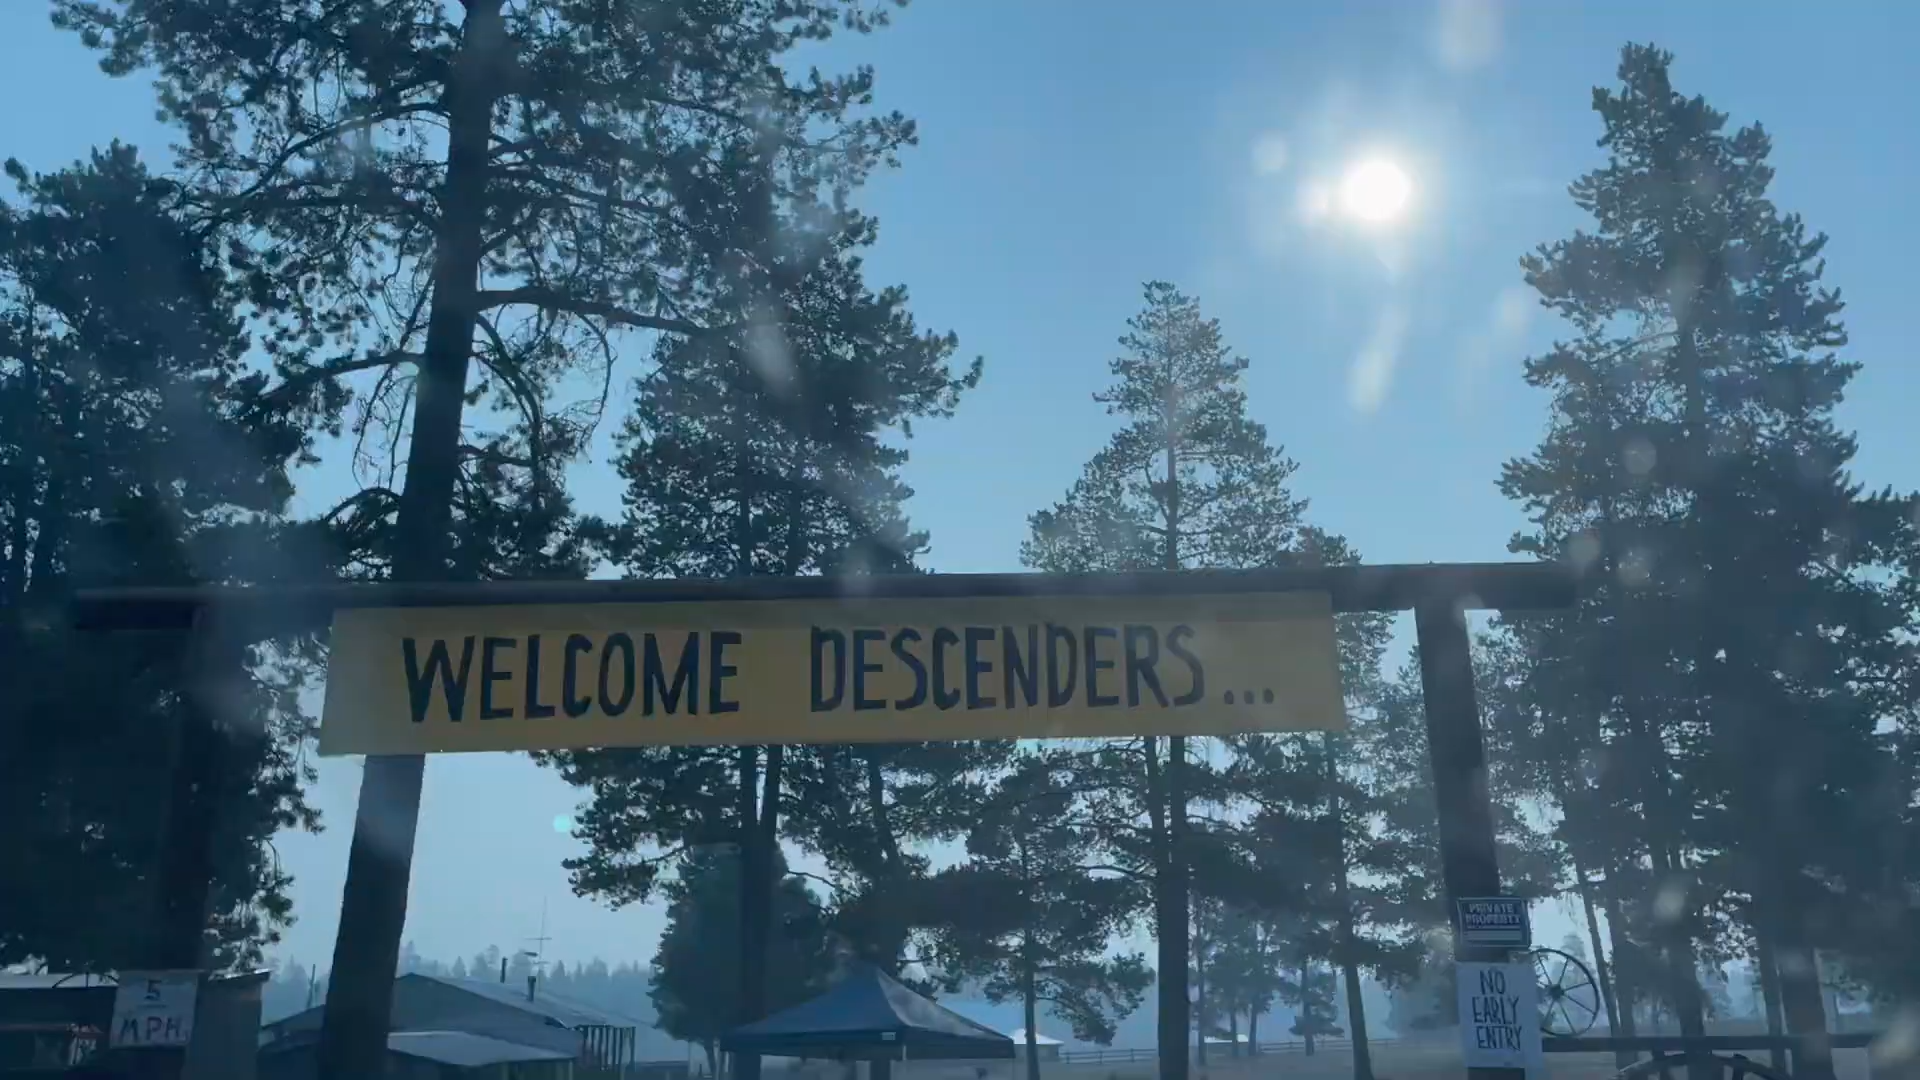 WELCOME DESCENDERS...
PRIVATE
PROPERTY
NO
EARLY
ENTRY
5
MPH